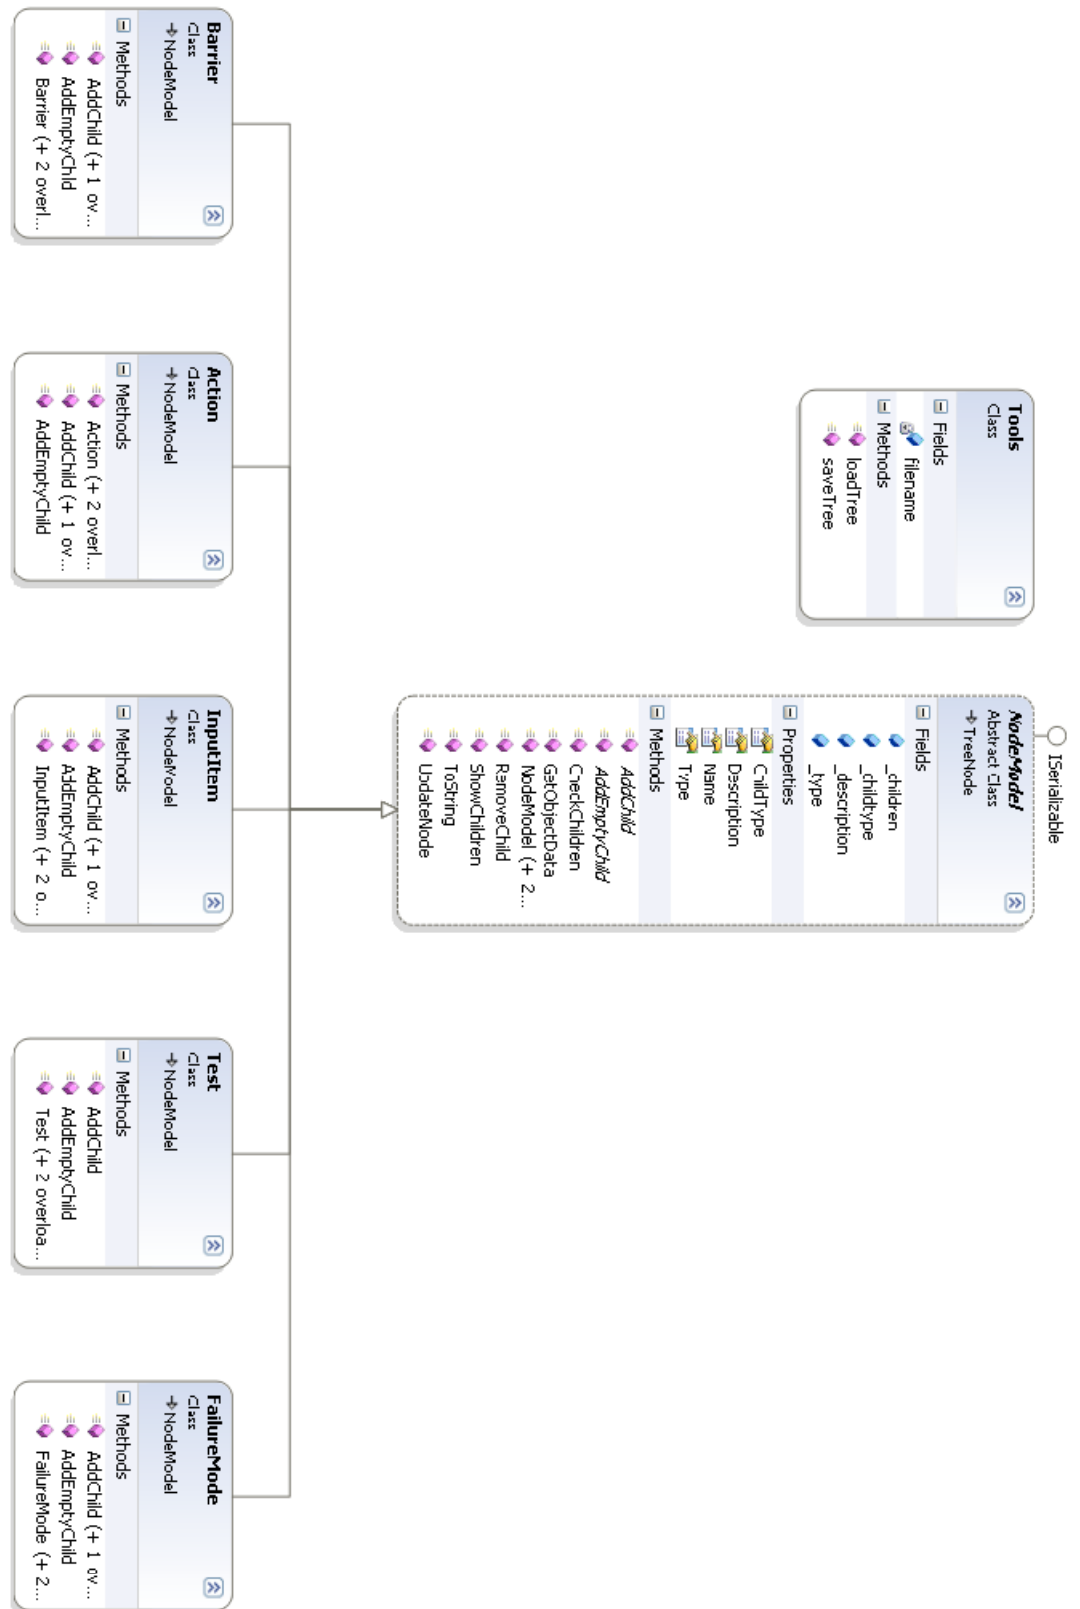 ISerializable
Tools
Class
Fields
filename
Methods
loadTree
saveTree
NodeModel
Abstract Class
TreeNode
Fields
_children
_childtype
_description
_type
Properties
ChildType
Description
Name
Type
Methods
AddChild
AddEmptyChild
CheckChildren
GetObjectData
NodeModel (+ 2...
RemoveChild
ShowChildren
ToString
UpdateNode
Barrier
Class
NodeModel
Methods
AddChild (+ 1 ov...
AddEmptyChild
Barrier (+ 2 overl...
Action
Class
NodeModel
Methods
Action (+ 2 overl...
AddChild (+ 1 ov...
AddEmptyChild
InputItem
Class
NodeModel
Methods
AddChild (+ 1 ov...
AddEmptyChild
InputItem (+ 2 o...
Test
Class
NodeModel
Methods
AddChild
AddEmptyChild
Test (+ 2 overloa...
FailureMode
Class
NodeModel
Methods
AddChild (+ 1 ov...
AddEmptyChild
FailureMode (+ 2...